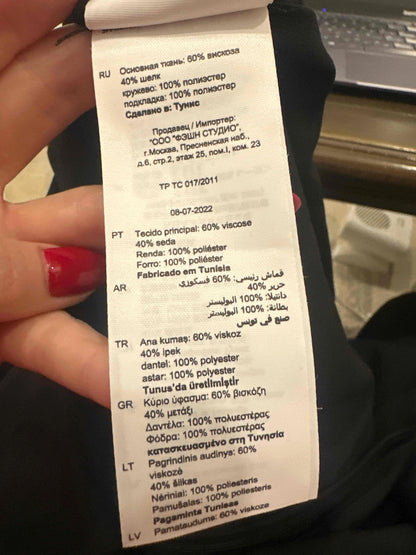 RU Основная ткань: 60% вискоза
40% шелк
кружево: 100% полиэстер
подкладка: 100% полиэстер
Сделано в: Тунис
Продавец / Импортер:
"ООО "ФЭШН СТУДИО",
г.Москва, Пресненская наб.,
д.6, стр.2, этаж 25, пом.I, ком. 23
ТР ТС 017/2011
08-07-2022
PT Tecido principal: 60% viscose
40% seda
Renda: 100% poliéster
Forro: 100% poliéster
Fabricado em Tunísia
AR قماش رئيسي: 60% فسكوزي
حرير 40%
دانتيلا: 100% البوليستر
بطانة: 100% البوليستر
صنع في تونس
TR Ana kumaş: 60% viskoz
40% ipek
dantel: 100% polyester
astar: 100% polyester
Tunus'da üretilmiştir
GR Κύριο ύφασμα: 60% βισκόζη
40% μετάξι
Δαντέλα: 100% πολυεστέρας
Φόδρα: 100% πολυεστέρας
κατασκευασμένο στη Τυνησία
LT Pagrindinis audinys: 60%
viskozė
40% šilkas
Nėriniai: 100% poliesteris
Pamušalas: 100% poliesteris
Pagaminta Tunisas
LV Pamataudums: 60% viskoze